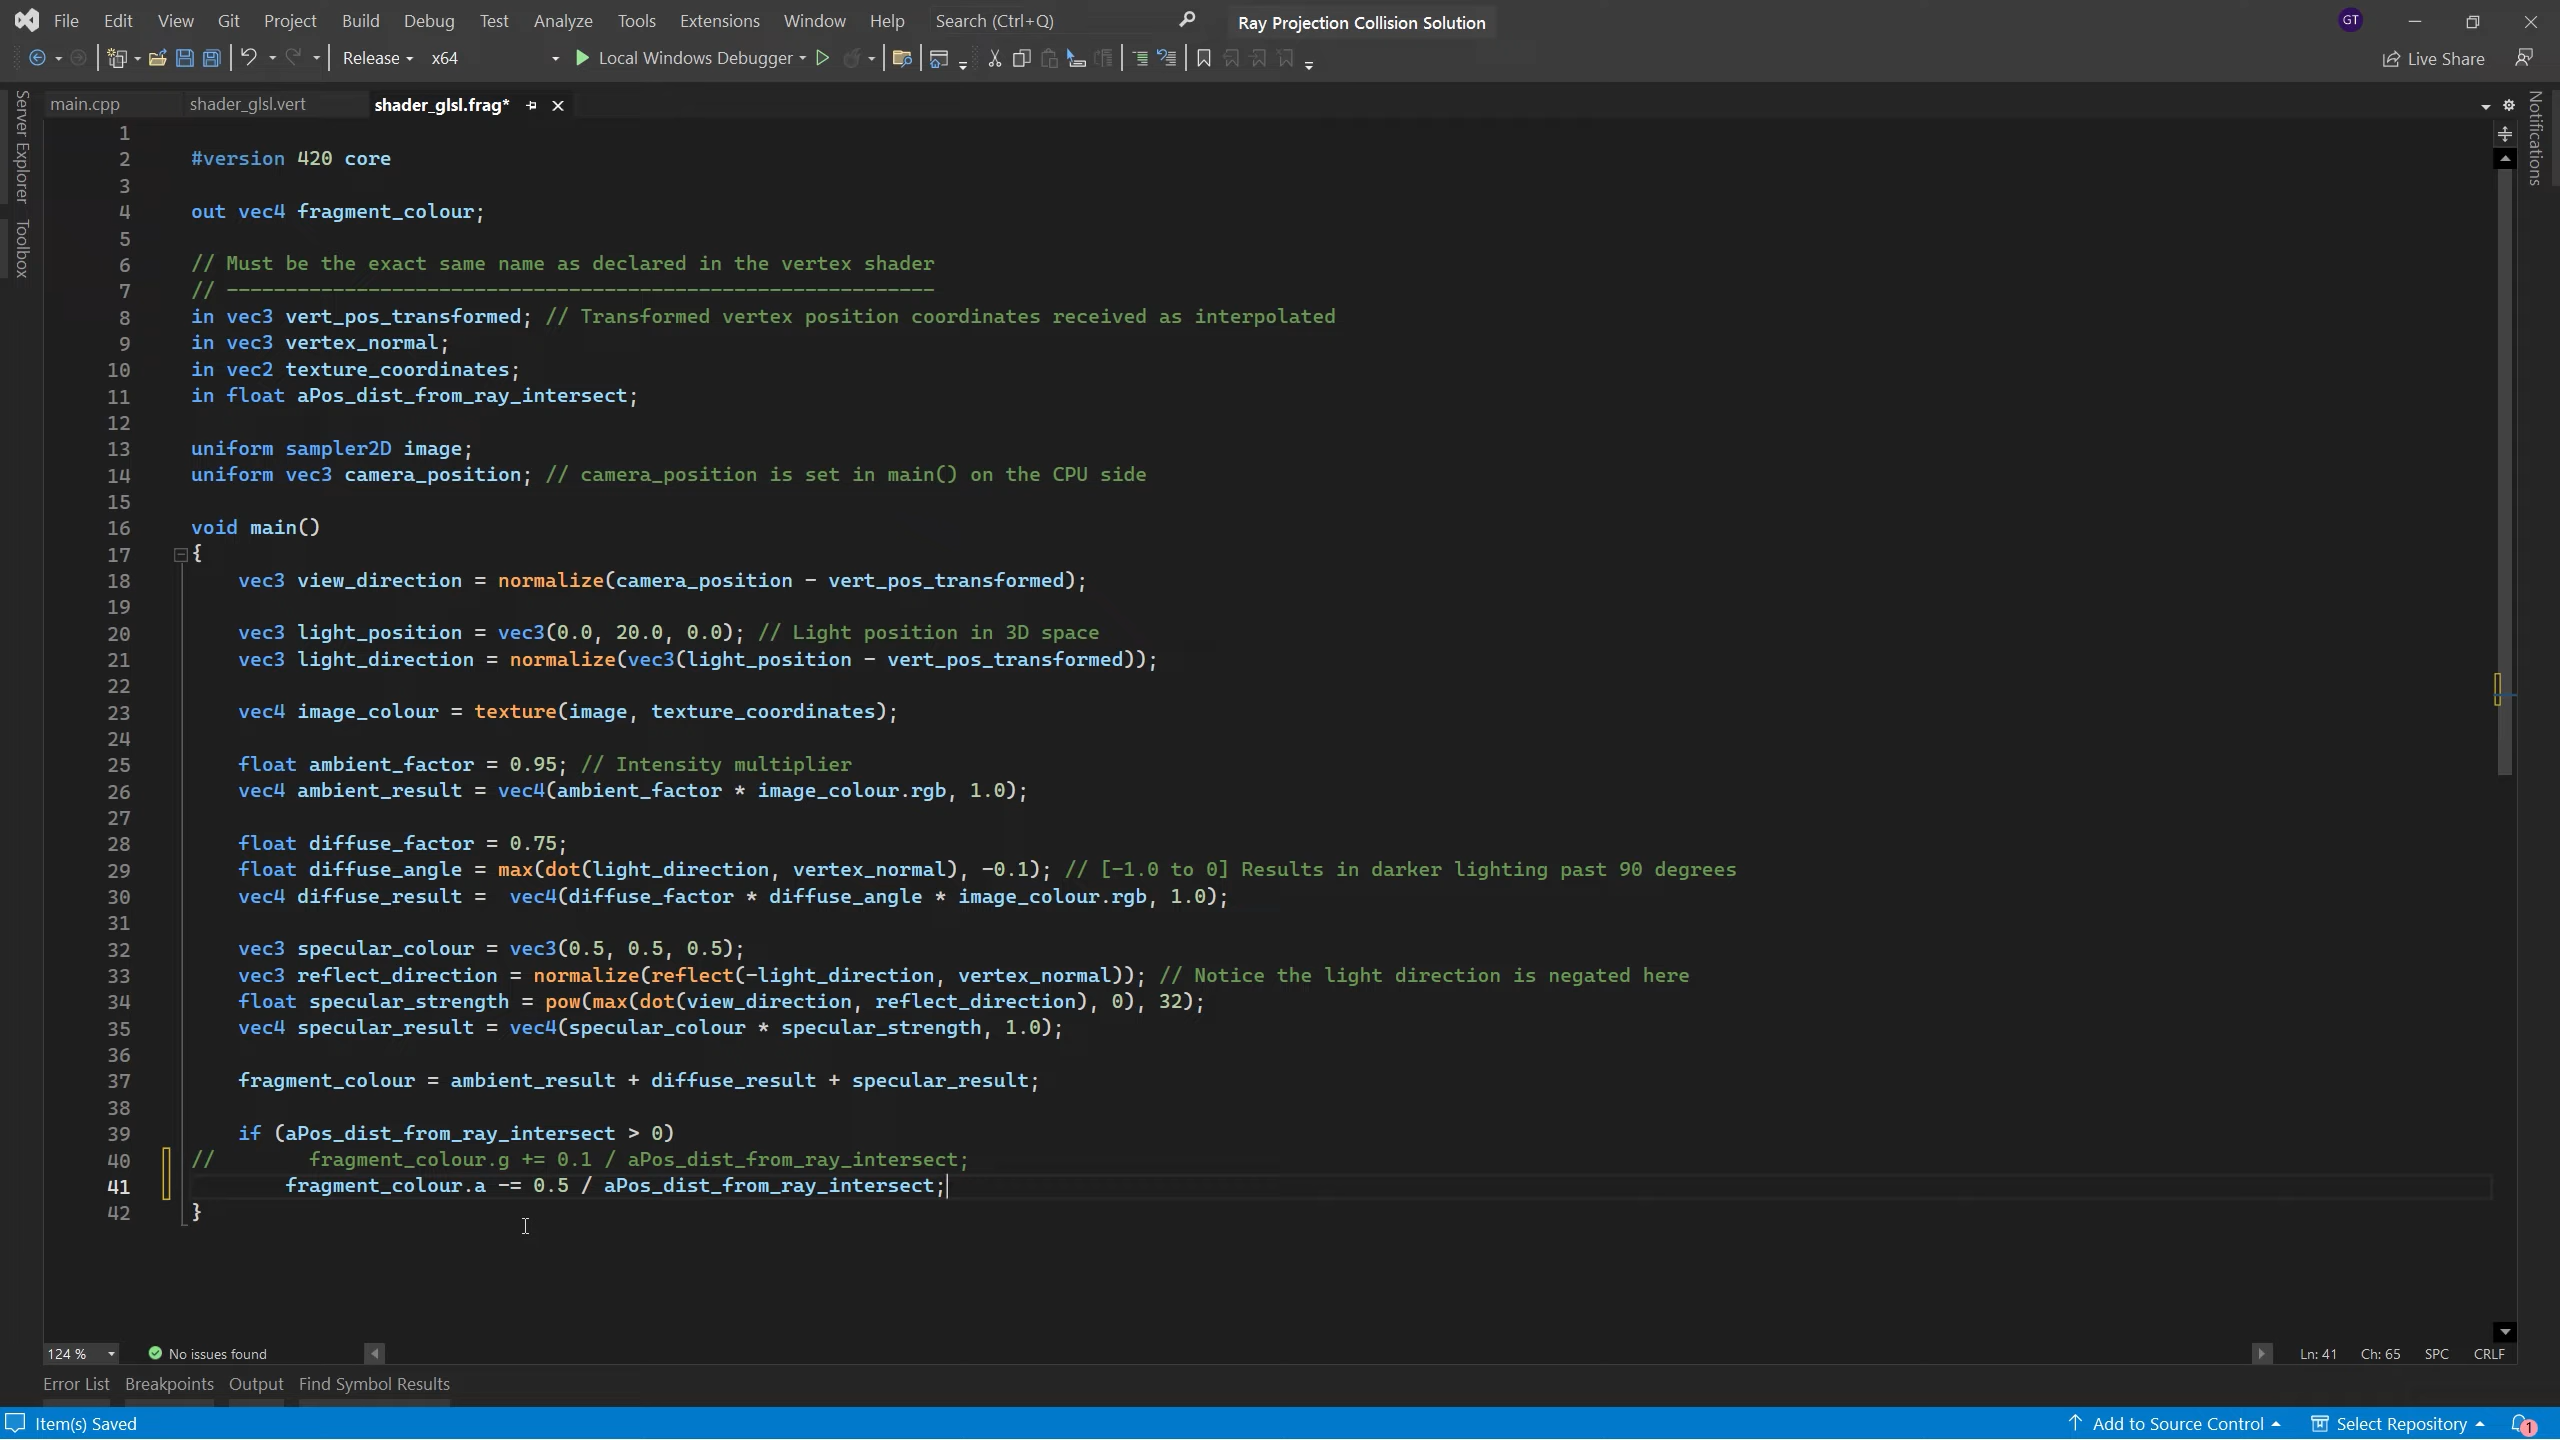 File Edit View Git Project Build Debug Test Analyze Tools Extensions Window Help Search (Ctrl+Q) Ray Projection Collision Solution GT
Release x64 Local Windows Debugger Live Share
main.cpp shader_glsl.vert shader_glsl.frag*
Server Explorer
Toolbox
Notifications
1
2 #version 420 core
3
4 out vec4 fragment_colour;
5
6 // Must be the exact same name as declared in the vertex shader
7 // ------------------------------------------------------------
8 in vec3 vert_pos_transformed; // Transformed vertex position coordinates received as interpolated
9 in vec3 vertex_normal;
10 in vec2 texture_coordinates;
11 in float aPos_dist_from_ray_intersect;
12
13 uniform sampler2D image;
14 uniform vec3 camera_position; // camera_position is set in main() on the CPU side
15
16 void main()
17 {
18 vec3 view_direction = normalize(camera_position - vert_pos_transformed);
19
20 vec3 light_position = vec3(0.0, 20.0, 0.0); // Light position in 3D space
21 vec3 light_direction = normalize(vec3(light_position - vert_pos_transformed));
22
23 vec4 image_colour = texture(image, texture_coordinates);
24
25 float ambient_factor = 0.95; // Intensity multiplier
26 vec4 ambient_result = vec4(ambient_factor * image_colour.rgb, 1.0);
27
28 float diffuse_factor = 0.75;
29 float diffuse_angle = max(dot(light_direction, vertex_normal), -0.1); // [-1.0 to 0] Results in darker lighting past 90 degrees
30 vec4 diffuse_result =  vec4(diffuse_factor * diffuse_angle * image_colour.rgb, 1.0);
31
32 vec3 specular_colour = vec3(0.5, 0.5, 0.5);
33 vec3 reflect_direction = normalize(reflect(-light_direction, vertex_normal)); // Notice the light direction is negated here
34 float specular_strength = pow(max(dot(view_direction, reflect_direction), 0), 32);
35 vec4 specular_result = vec4(specular_colour * specular_strength, 1.0);
36
37 fragment_colour = ambient_result + diffuse_result + specular_result;
38
39 if (aPos_dist_from_ray_intersect > 0)
40 //        fragment_colour.g += 0.1 / aPos_dist_from_ray_intersect;
41 fragment_colour.a -= 0.5 / aPos_dist_from_ray_intersect;
42 }
124 % No issues found Ln: 41 Ch: 65 SPC CRLF
Error List Breakpoints Output Find Symbol Results
Item(s) Saved Add to Source Control Select Repository 1